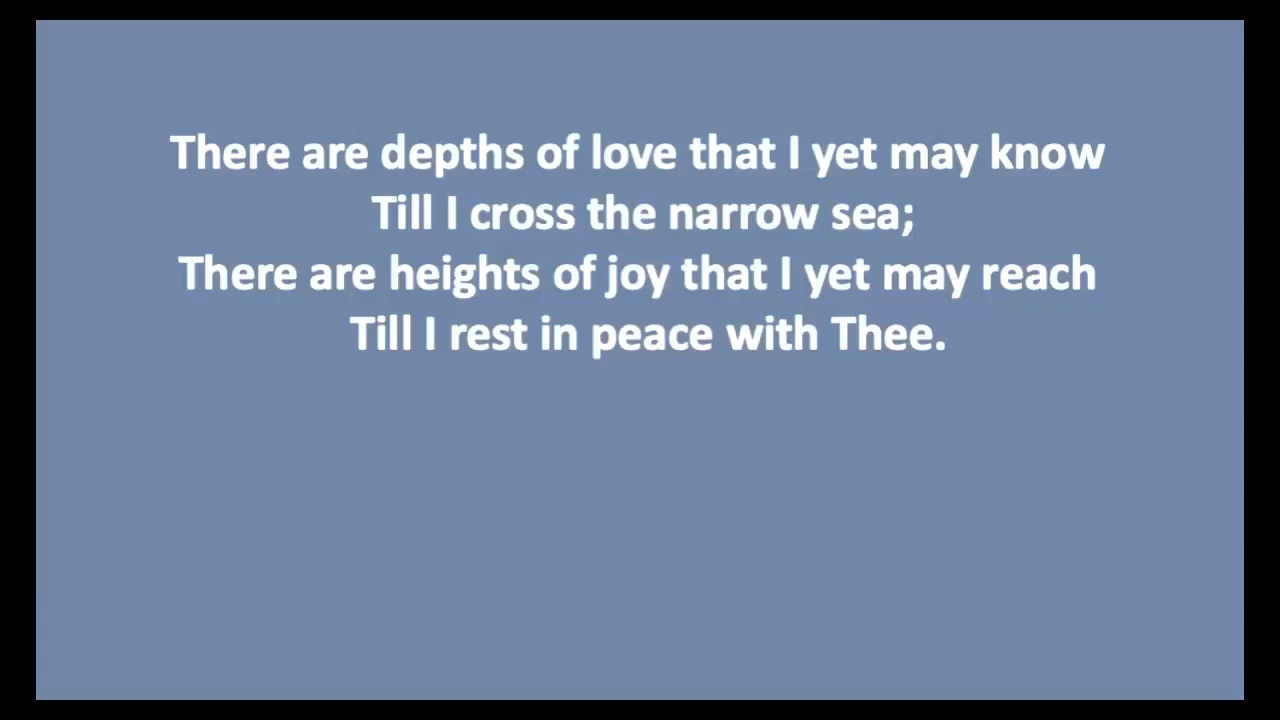 There are depths of love that I yet may know
Till I cross the narrow sea;
There are heights of joy that I yet may reach
Till I rest in peace with Thee.